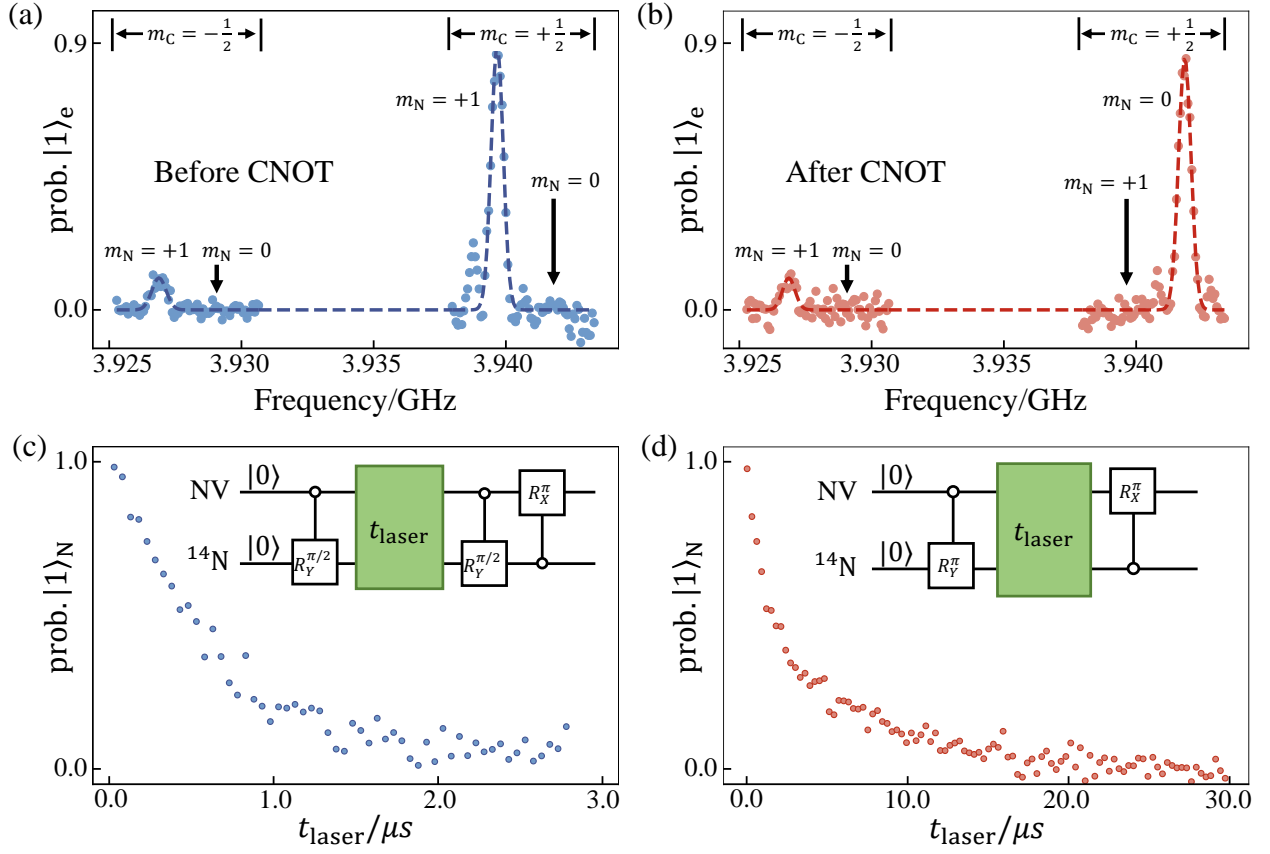 (a)
m_C = −1/2
m_C = +1/2
0.9
m_N = +1
Before CNOT
m_N = 0
m_N = +1
m_N = 0
0.0
prob. |1⟩_e
3.925
3.930
3.935
3.940
Frequency/GHz
(b)
m_C = −1/2
m_C = +1/2
0.9
m_N = 0
After CNOT
m_N = +1
m_N = +1
m_N = 0
0.0
prob. |1⟩_e
3.925
3.930
3.935
3.940
Frequency/GHz
(c)
1.0
NV
|0⟩
R_X^π
t_laser
¹⁴N
|0⟩
R_Y^π/2
R_Y^π/2
prob. |1⟩_N
0.0
0.0
1.0
2.0
3.0
t_laser/μs
(d)
1.0
NV
|0⟩
R_X^π
t_laser
¹⁴N
|0⟩
R_Y^π
prob. |1⟩_N
0.0
0.0
10.0
20.0
30.0
t_laser/μs